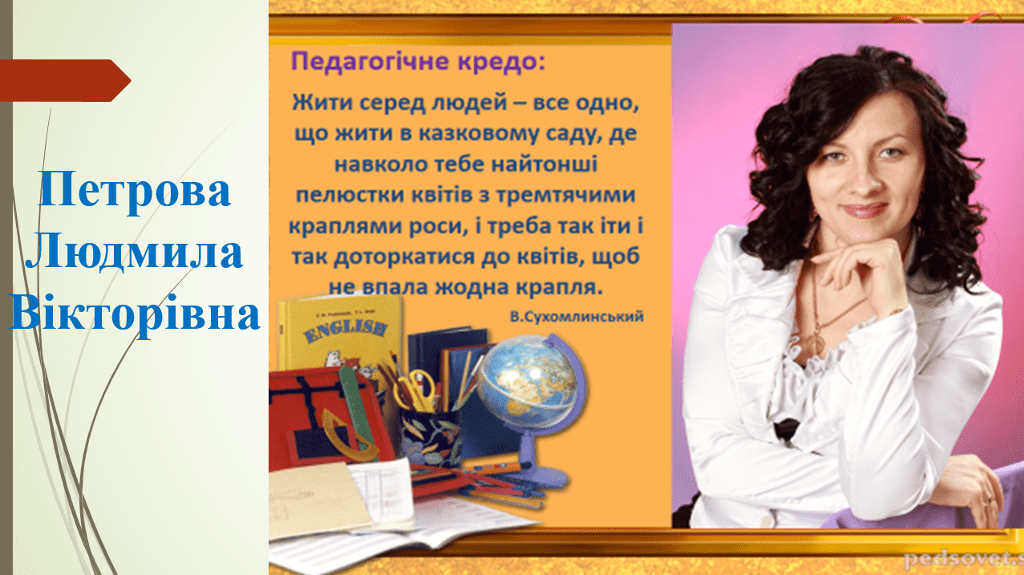 Петрова
Людмила
Вікторівна
Педагогічне кредо:
Жити серед людей – все одно,
що жити в казковому саду, де
навколо тебе найтонші
пелюстки квітів з тремтячими
краплями роси, і треба так іти і
так доторкатися до квітів, щоб
не впала жодна крапля.
В.Сухомлинський
ENGLISH
pedsovet.s